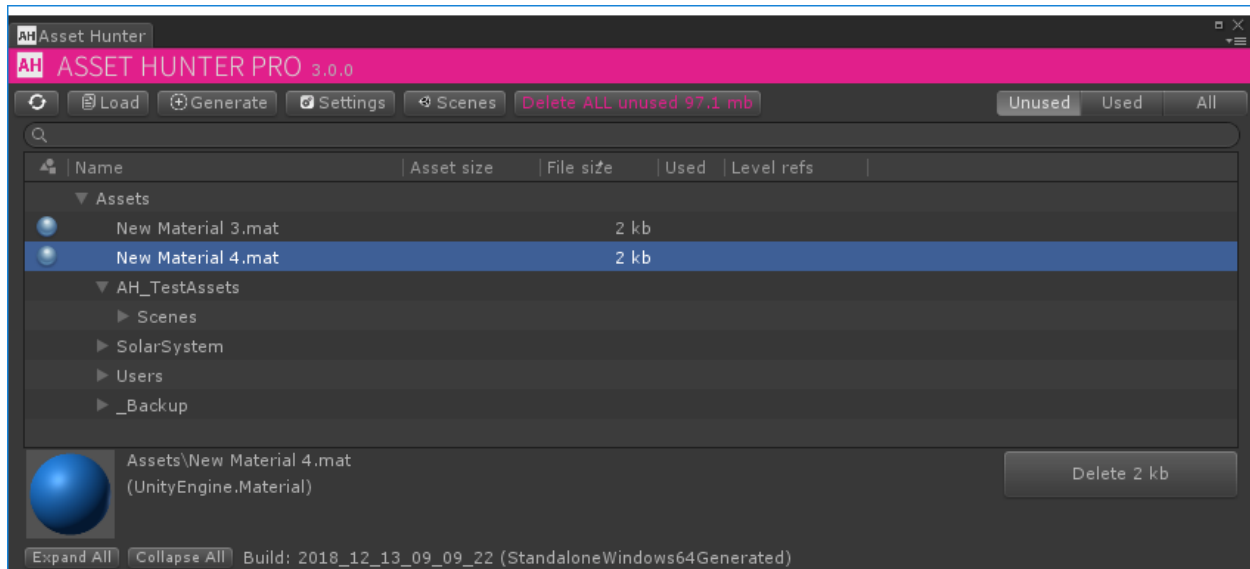 AH Asset Hunter
AH ASSET HUNTER PRO 3.0.0
Load Generate Settings Scenes Delete ALL unused 97.1 mb Unused Used All
Name Asset size File size Used Level refs
Assets
New Material 3.mat 2 kb
New Material 4.mat 2 kb
AH_TestAssets
Scenes
SolarSystem
Users
_Backup
Assets\New Material 4.mat
(UnityEngine.Material)
Delete 2 kb
Expand All Collapse All Build: 2018_12_13_09_09_22 (StandaloneWindows64Generated)